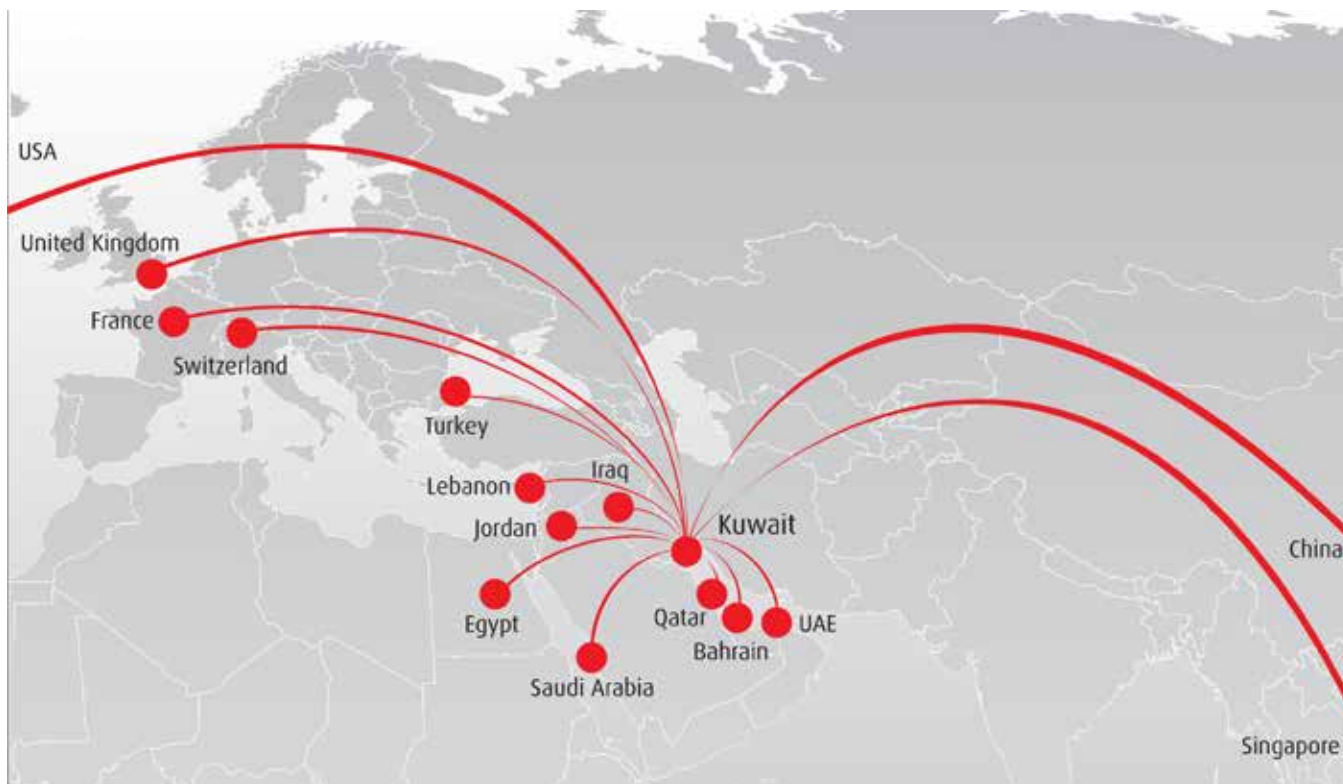 USA
United Kingdom
France
Switzerland
Turkey
Iraq
Lebanon
Jordan
Kuwait
China
Egypt
Qatar
UAE
Bahrain
Saudi Arabia
Singapore